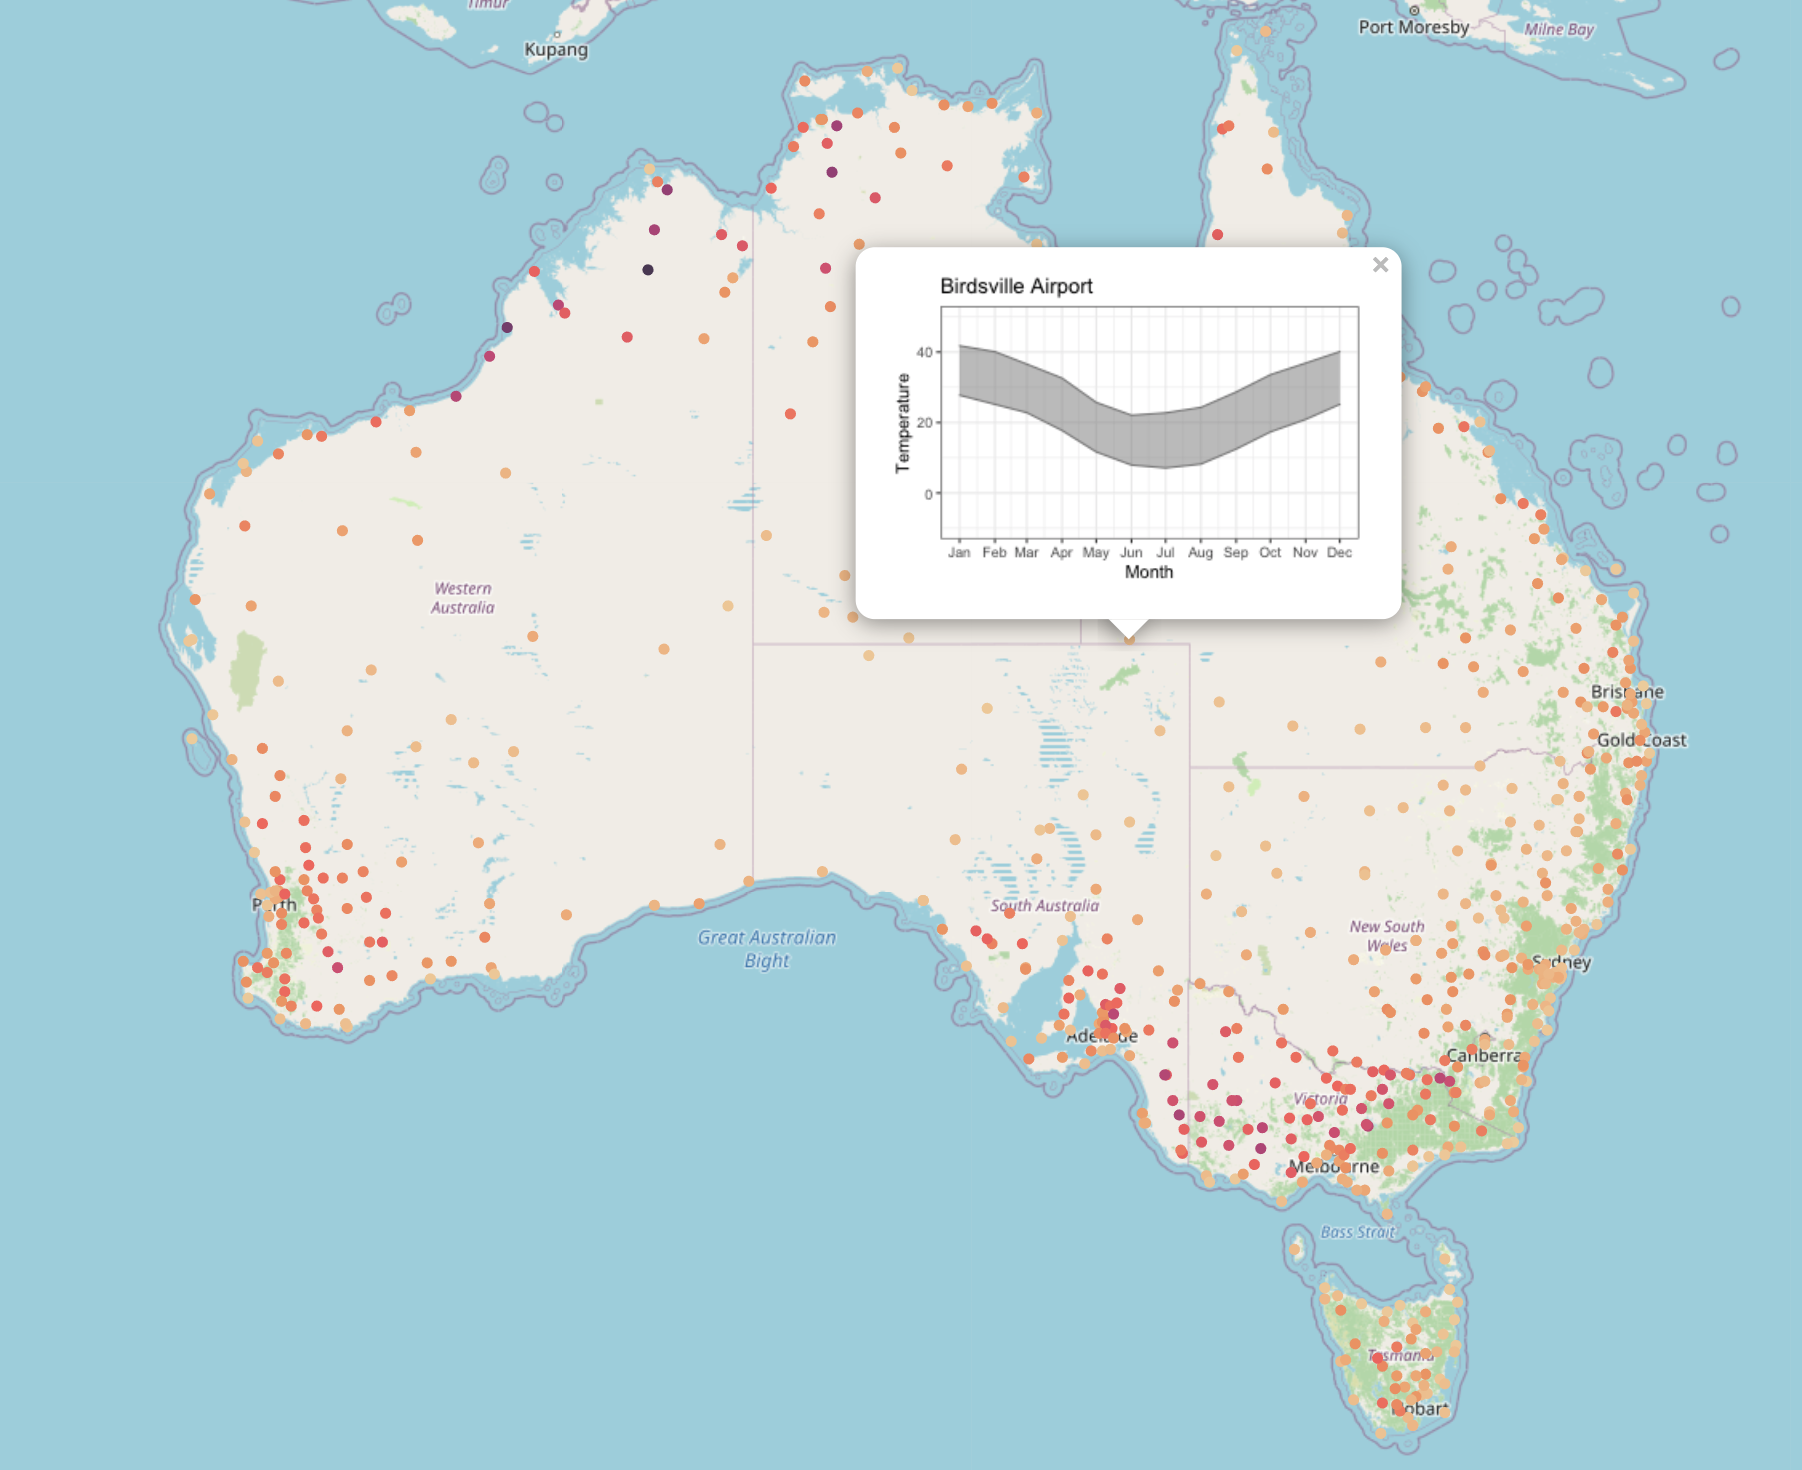 Timur
Kupang
Port Moresby
Milne Bay
×
Birdsville Airport
40
20
0
Temperature
Jan Feb Mar Apr May Jun Jul Aug Sep Oct Nov Dec
Month
Western
Australia
Brisbane
Gold Coast
Perth
South Australia
Great Australian
Bight
New South
Wales
Sydney
Adelaide
Canberra
Victoria
Melbourne
Bass Strait
Tasmania
Hobart